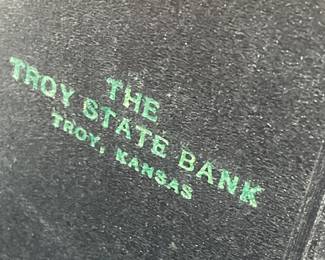 THE
TROY STATE BANK
TROY, KANSAS